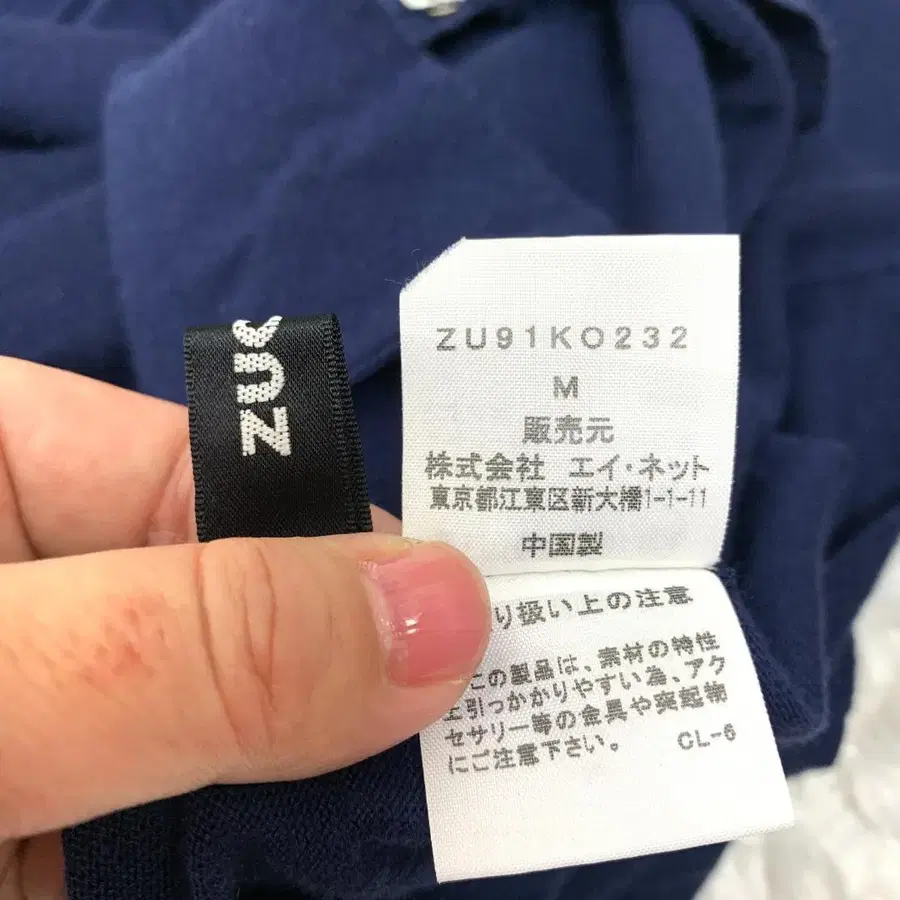 ZU
ZU91KO232
M
販売元
株式会社 エイ・ネット
東京都江東区新大橋1-1-11
中国製
り扱い上の注意
この製品は、素材の特性
上引っかかりやすい為、アク
セサリー等の金具や突起物
にご注意下さい。 CL-6